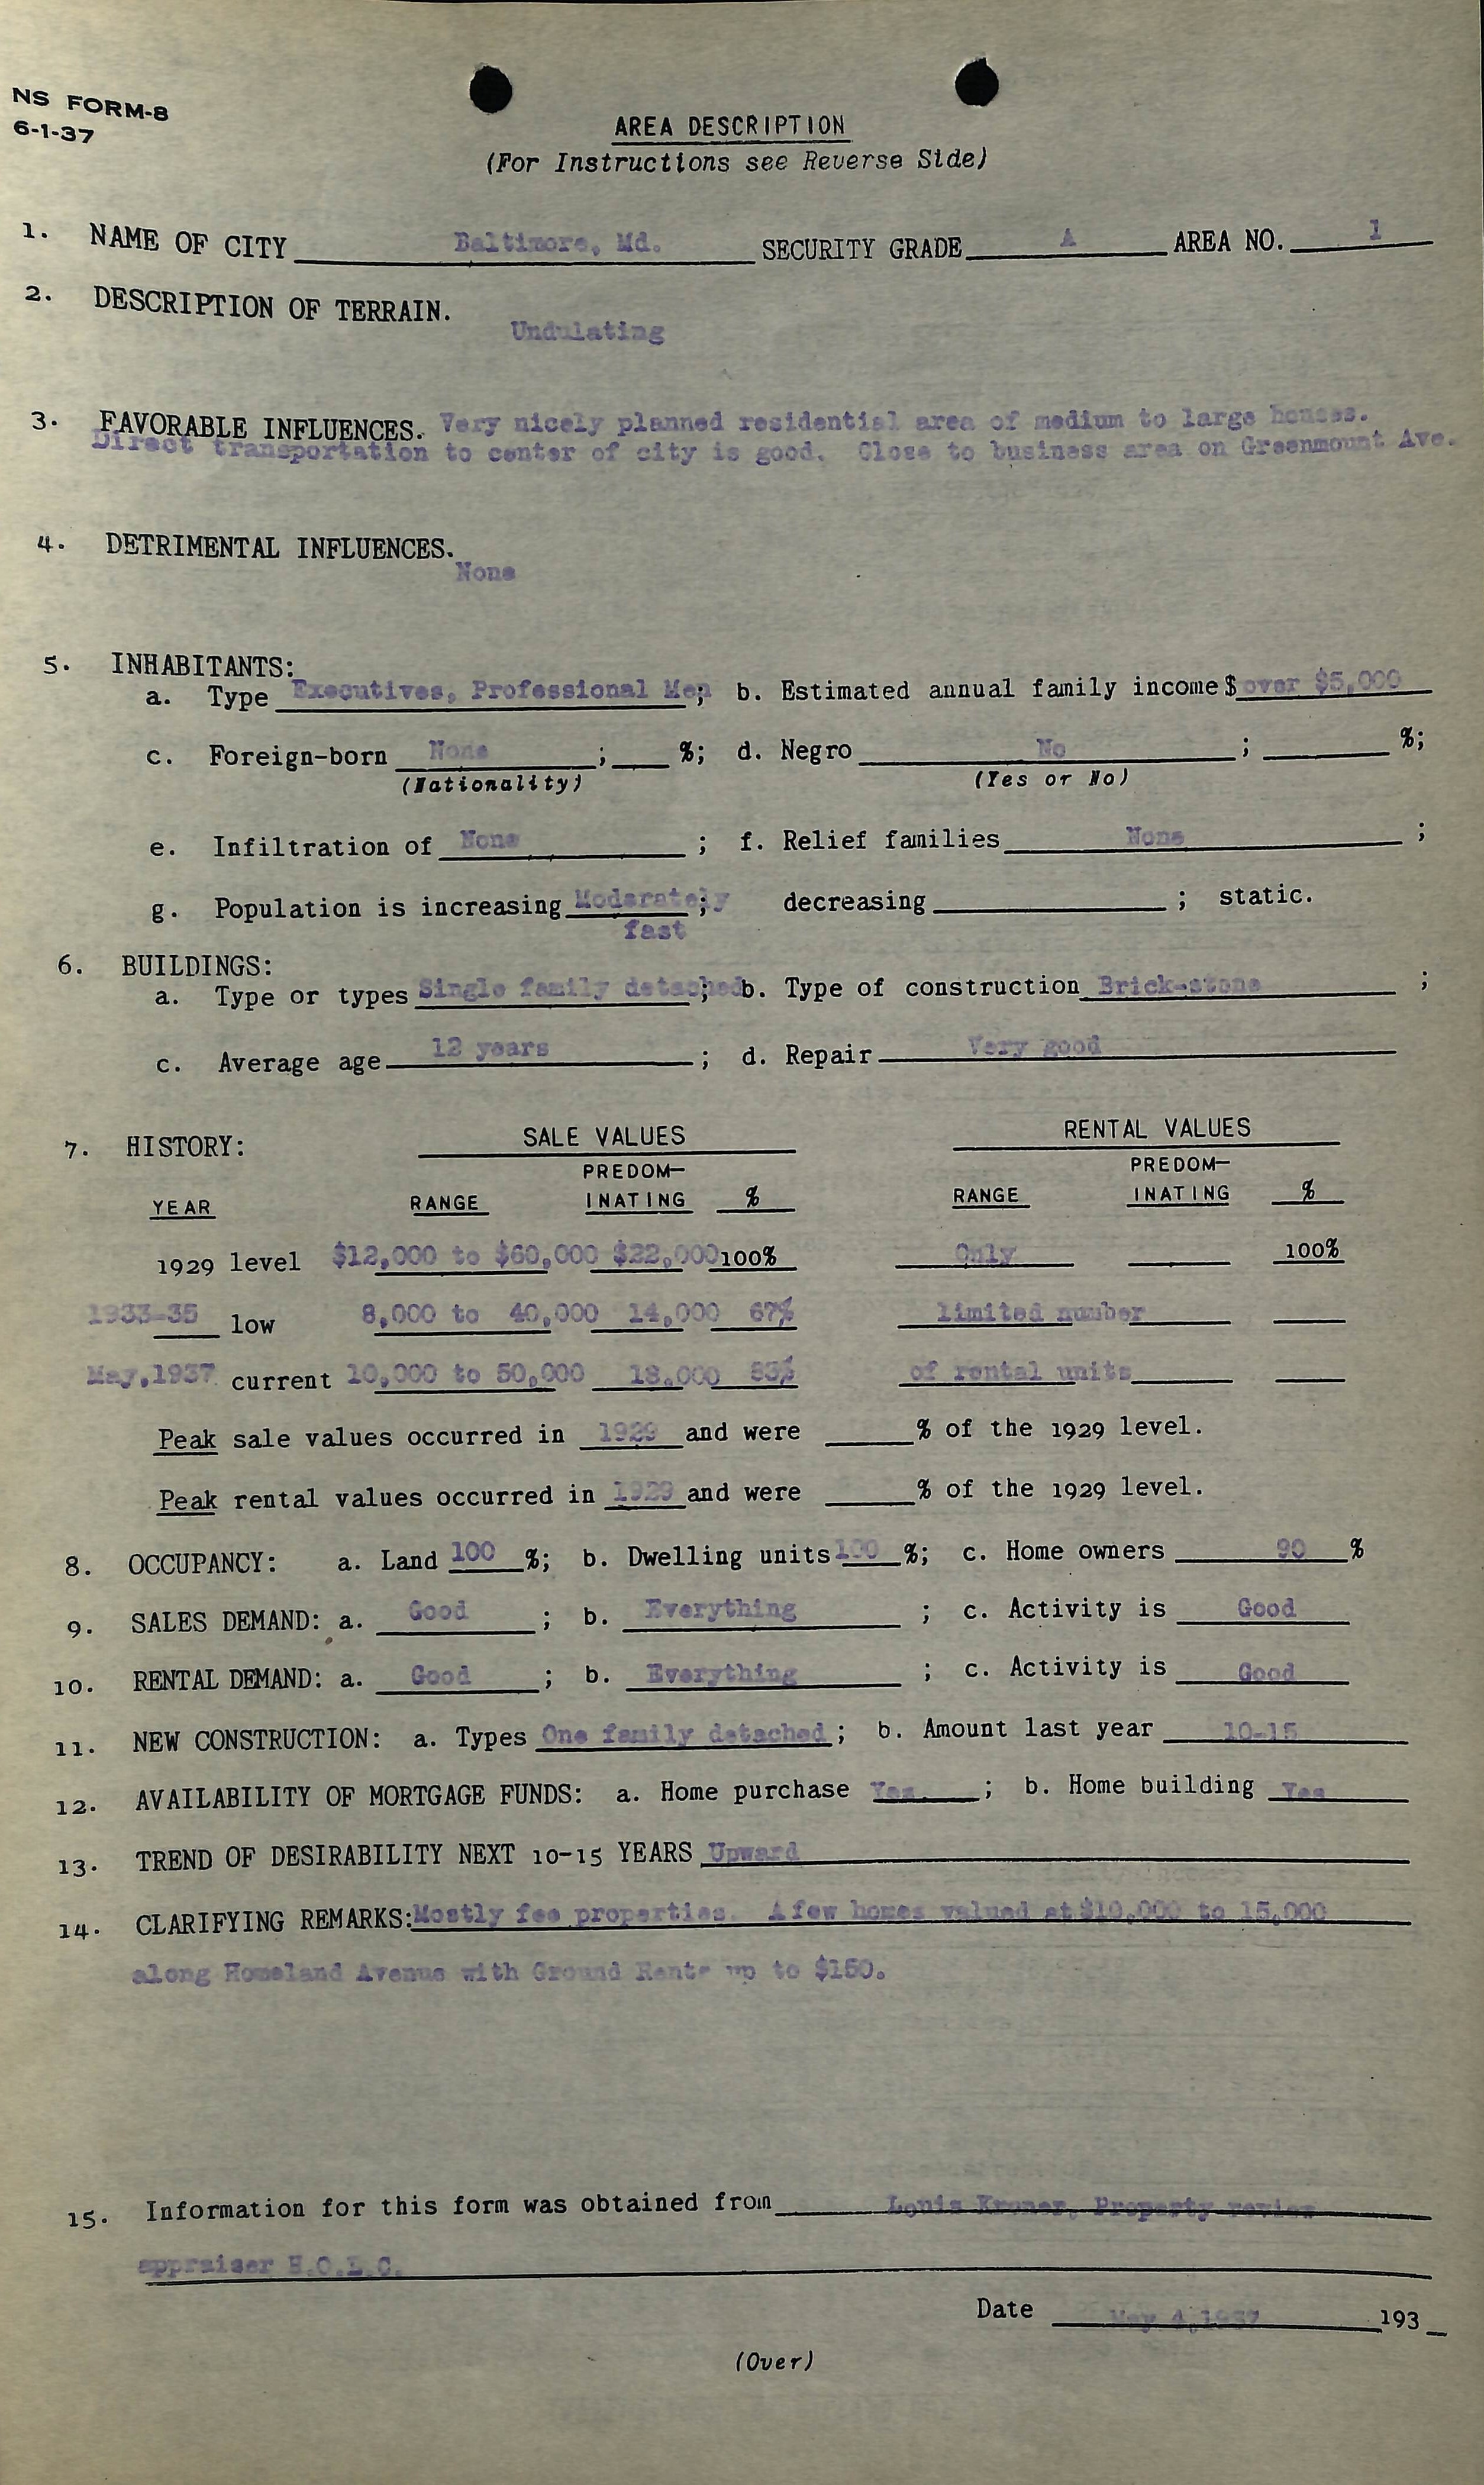 NS FORM-8
6-1-37
AREA DESCRIPTION
(For Instructions see Reverse Side)
1. NAME OF CITY Baltimore, Md. SECURITY GRADE A AREA NO. 1
2. DESCRIPTION OF TERRAIN.
Undulating
3. FAVORABLE INFLUENCES. Very nicely planned residential area of medium to large houses.
Direct transportation to center of city is good. Close to business area on Greenmount Ave.
4. DETRIMENTAL INFLUENCES.
None
5. INHABITANTS:
a. Type Executives, Professional Men; b. Estimated annual family income $ over $5,000
c. Foreign-born None ; %; d. Negro No ; %;
(Nationality) (Yes or No)
e. Infiltration of None ; f. Relief families None ;
g. Population is increasing Moderately ; decreasing ; static.
fast
6. BUILDINGS:
a. Type or types Single family detached; b. Type of construction Brick-stone ;
c. Average age 12 years ; d. Repair Very good
7. HISTORY: SALE VALUES RENTAL VALUES
PREDOM- PREDOM-
YEAR RANGE INATING % RANGE INATING %
1929 level $12,000 to $60,000 $22,000 100% Only 100%
1933-35 low 8,000 to 40,000 14,000 67% limited number
May,1937 current 10,000 to 50,000 18,000 83% of rental units
Peak sale values occurred in 1929 and were % of the 1929 level.
Peak rental values occurred in 1929 and were % of the 1929 level.
8. OCCUPANCY: a. Land 100 %; b. Dwelling units 100 %; c. Home owners 90 %
9. SALES DEMAND: a. Good ; b. Everything ; c. Activity is Good
10. RENTAL DEMAND: a. Good ; b. Everything ; c. Activity is Good
11. NEW CONSTRUCTION: a. Types One family detached ; b. Amount last year 10-15
12. AVAILABILITY OF MORTGAGE FUNDS: a. Home purchase Yes ; b. Home building Yes
13. TREND OF DESIRABILITY NEXT 10-15 YEARS Upward
14. CLARIFYING REMARKS: Mostly fee properties. A few homes valued at $10,000 to 15,000
along Homeland Avenue with Ground Rents up to $150.
15. Information for this form was obtained from Louis Kroner, Property review
appraiser H.O.L.C.
Date May 4,1937 193_
(Over)